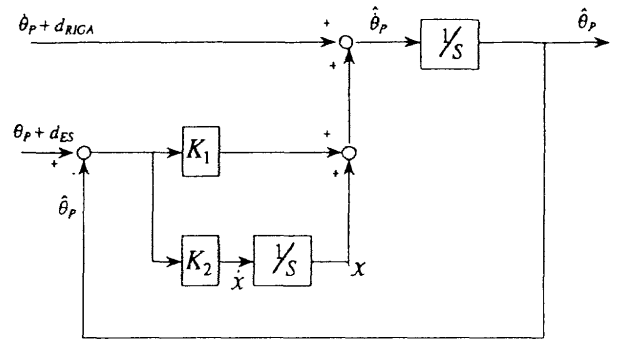 θ̇_P + d_RIGA
+
+
θ̂̇_P
1/S
θ̂_P
θ_P + d_ES
+
-
K_1
+
+
θ̂_P
K_2
ẋ
1/S
x